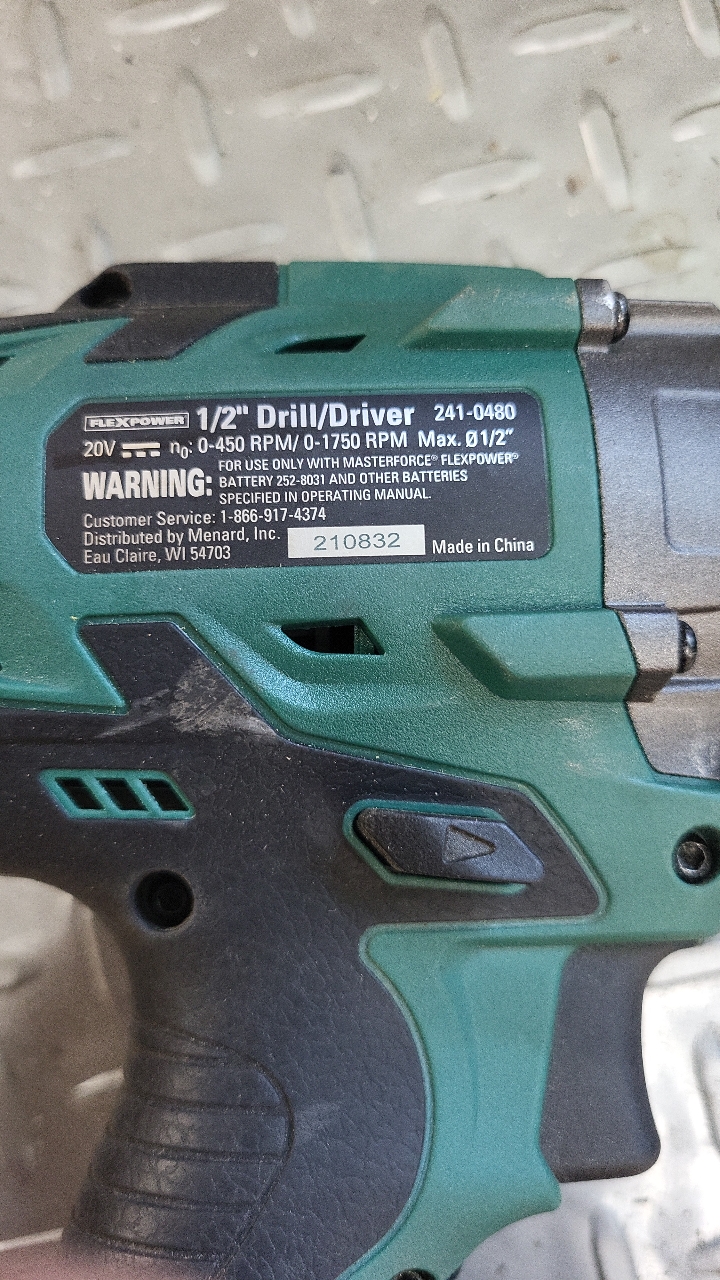 FLEXPOWER 1/2" Drill/Driver 241-0480
20V n0: 0-450 RPM/ 0-1750 RPM Max. Ø1/2"
WARNING: FOR USE ONLY WITH MASTERFORCE® FLEXPOWER®
BATTERY 252-8031 AND OTHER BATTERIES
SPECIFIED IN OPERATING MANUAL.
Customer Service: 1-866-917-4374
Distributed by Menard, Inc.
Eau Claire, WI 54703
210832
Made in China